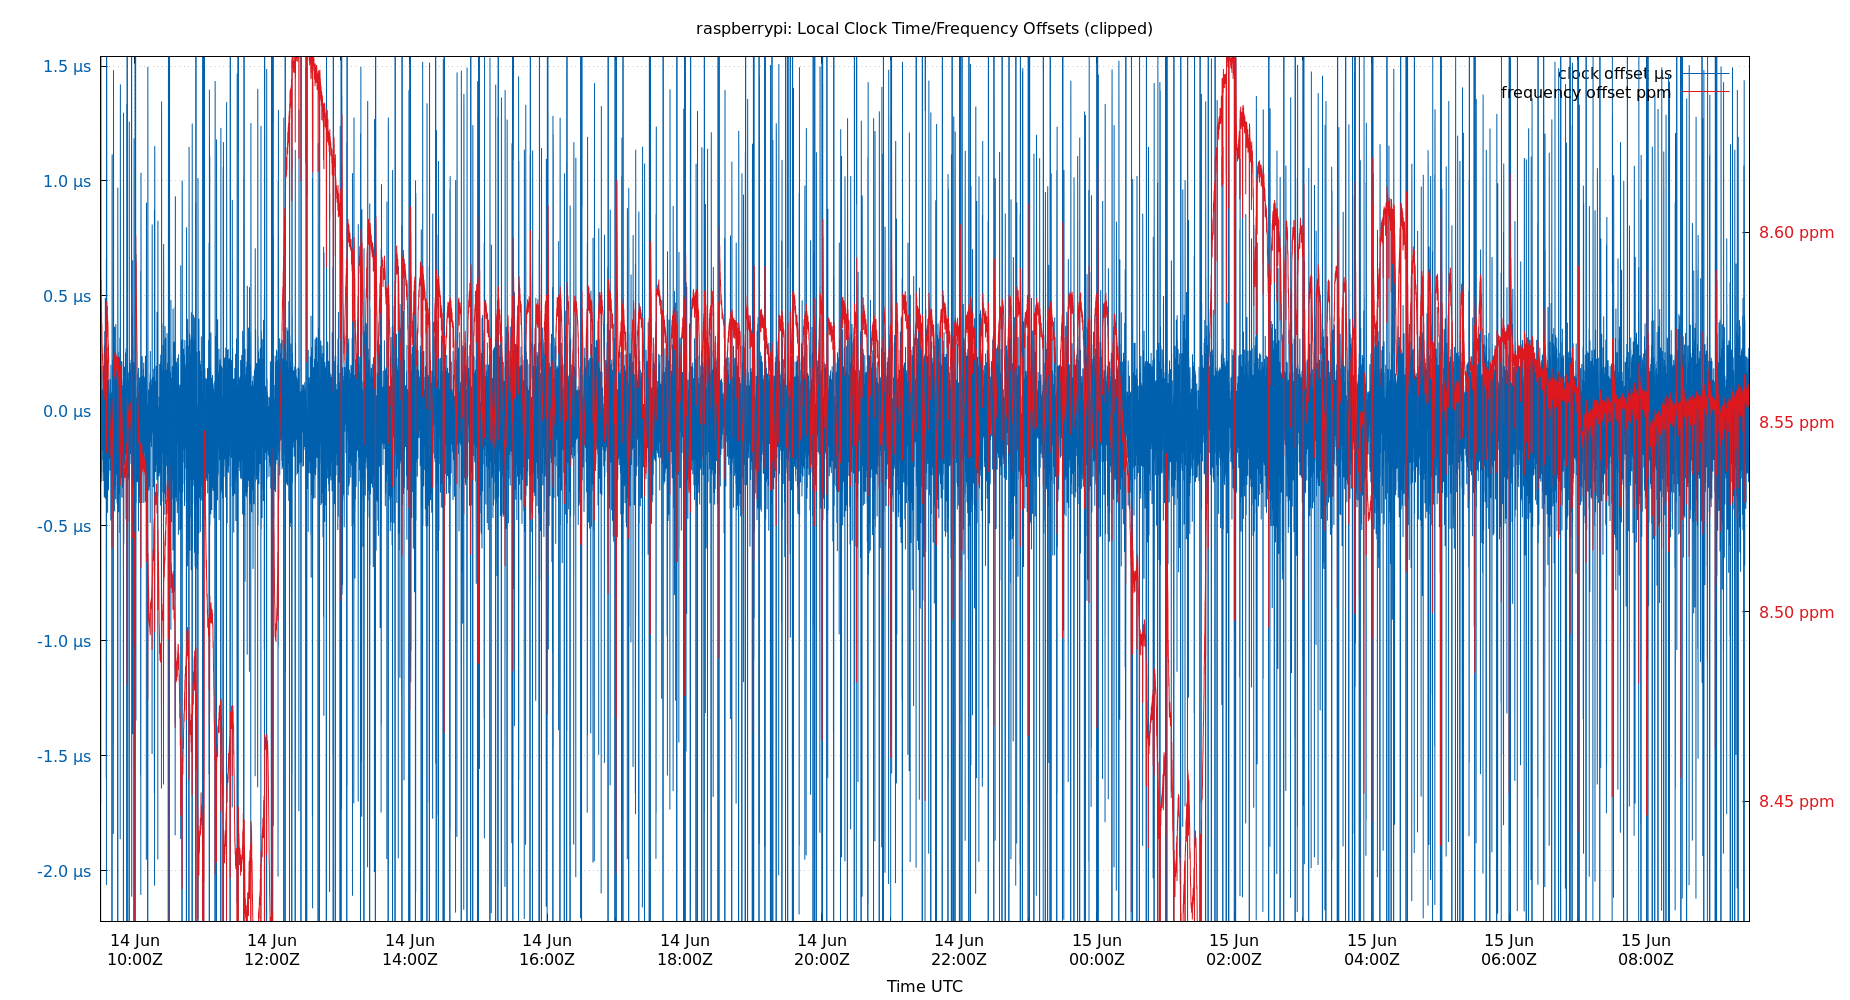 raspberrypi: Local Clock Time/Frequency Offsets (clipped)
clock offset µs
frequency offset ppm
1.5 µs
1.0 µs
0.5 µs
0.0 µs
-0.5 µs
-1.0 µs
-1.5 µs
-2.0 µs
8.60 ppm
8.55 ppm
8.50 ppm
8.45 ppm
14 Jun 14 Jun 14 Jun 14 Jun 14 Jun 14 Jun 14 Jun 15 Jun 15 Jun 15 Jun 15 Jun 15 Jun
10:00Z 12:00Z 14:00Z 16:00Z 18:00Z 20:00Z 22:00Z 00:00Z 02:00Z 04:00Z 06:00Z 08:00Z
Time UTC